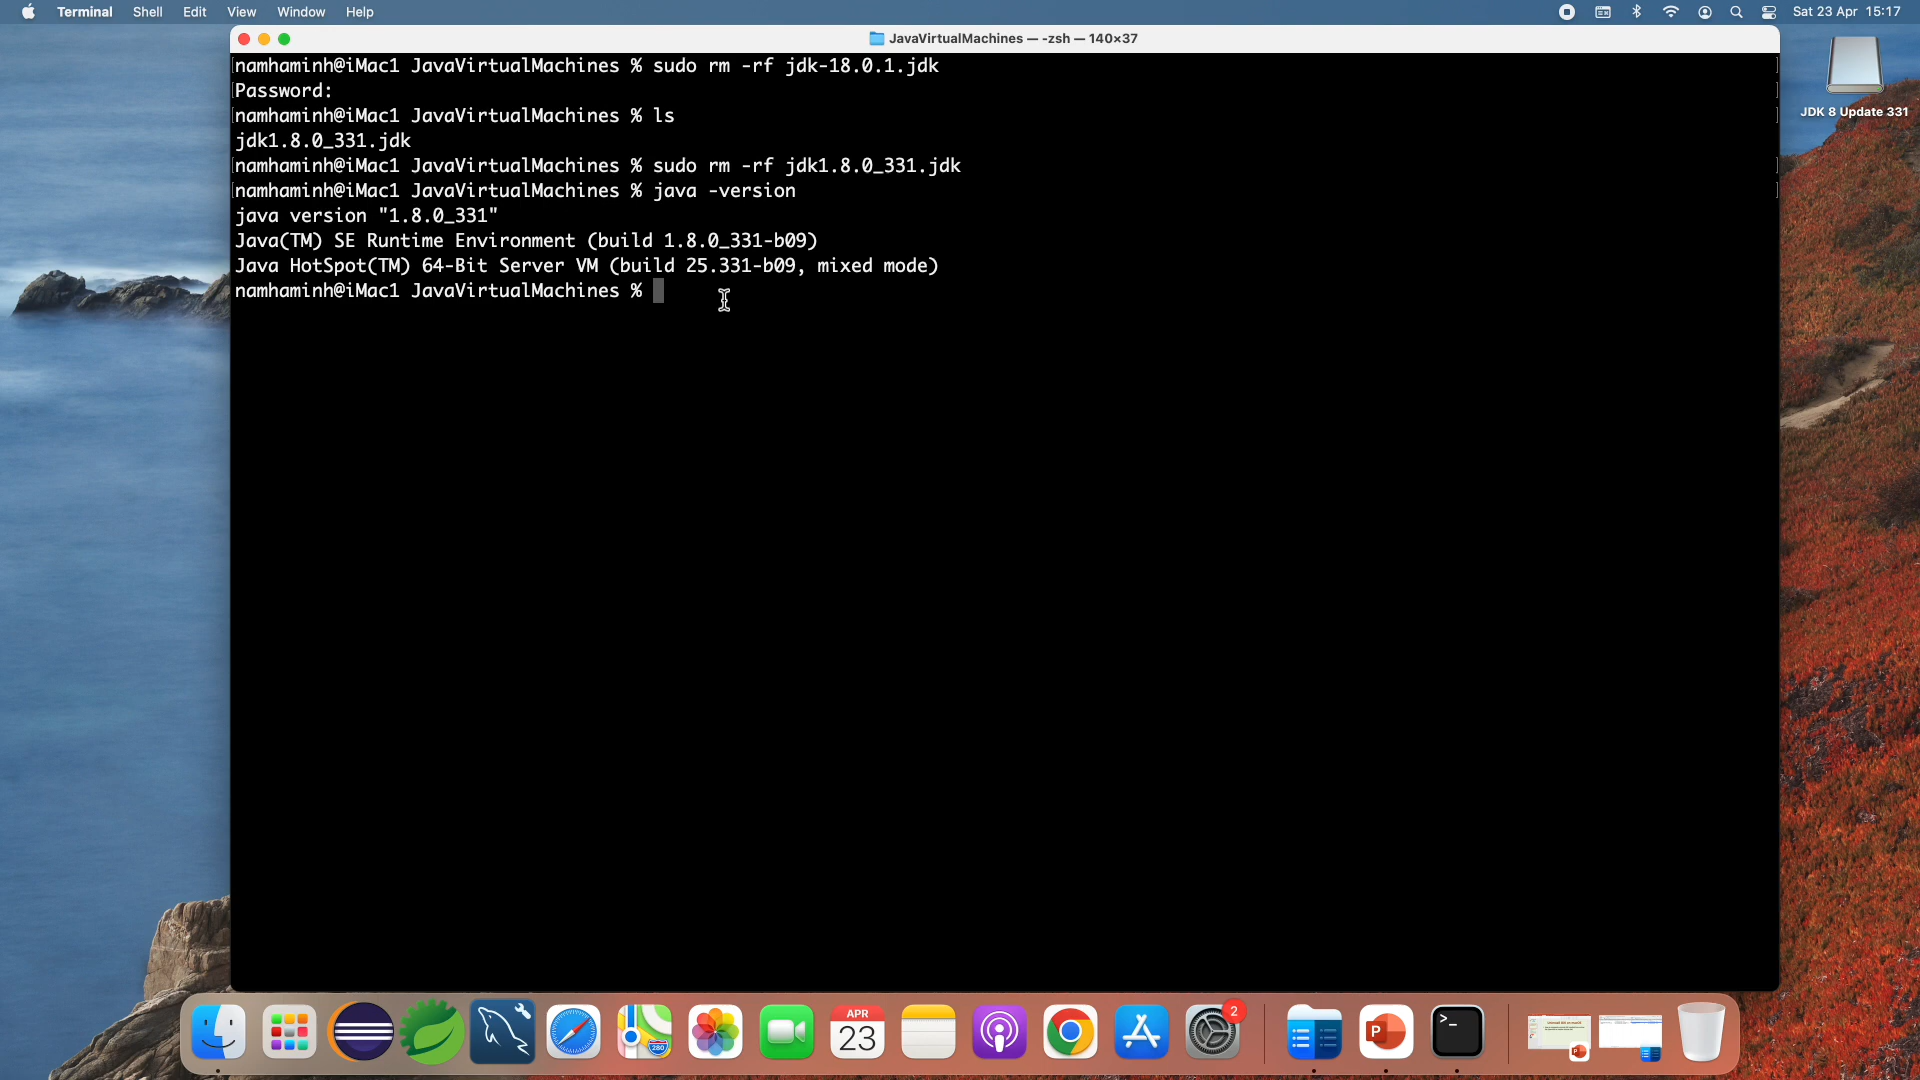 Terminal Shell Edit View Window Help Sat 23 Apr 15:17
JavaVirtualMachines — -zsh — 140×37
namhaminh@iMac1 JavaVirtualMachines % sudo rm -rf jdk-18.0.1.jdk
Password:
namhaminh@iMac1 JavaVirtualMachines % ls
jdk1.8.0_331.jdk
namhaminh@iMac1 JavaVirtualMachines % sudo rm -rf jdk1.8.0_331.jdk
namhaminh@iMac1 JavaVirtualMachines % java -version
java version "1.8.0_331"
Java(TM) SE Runtime Environment (build 1.8.0_331-b09)
Java HotSpot(TM) 64-Bit Server VM (build 25.331-b09, mixed mode)
namhaminh@iMac1 JavaVirtualMachines %
JDK 8 Update 331
280
APR
23
2
P
>_